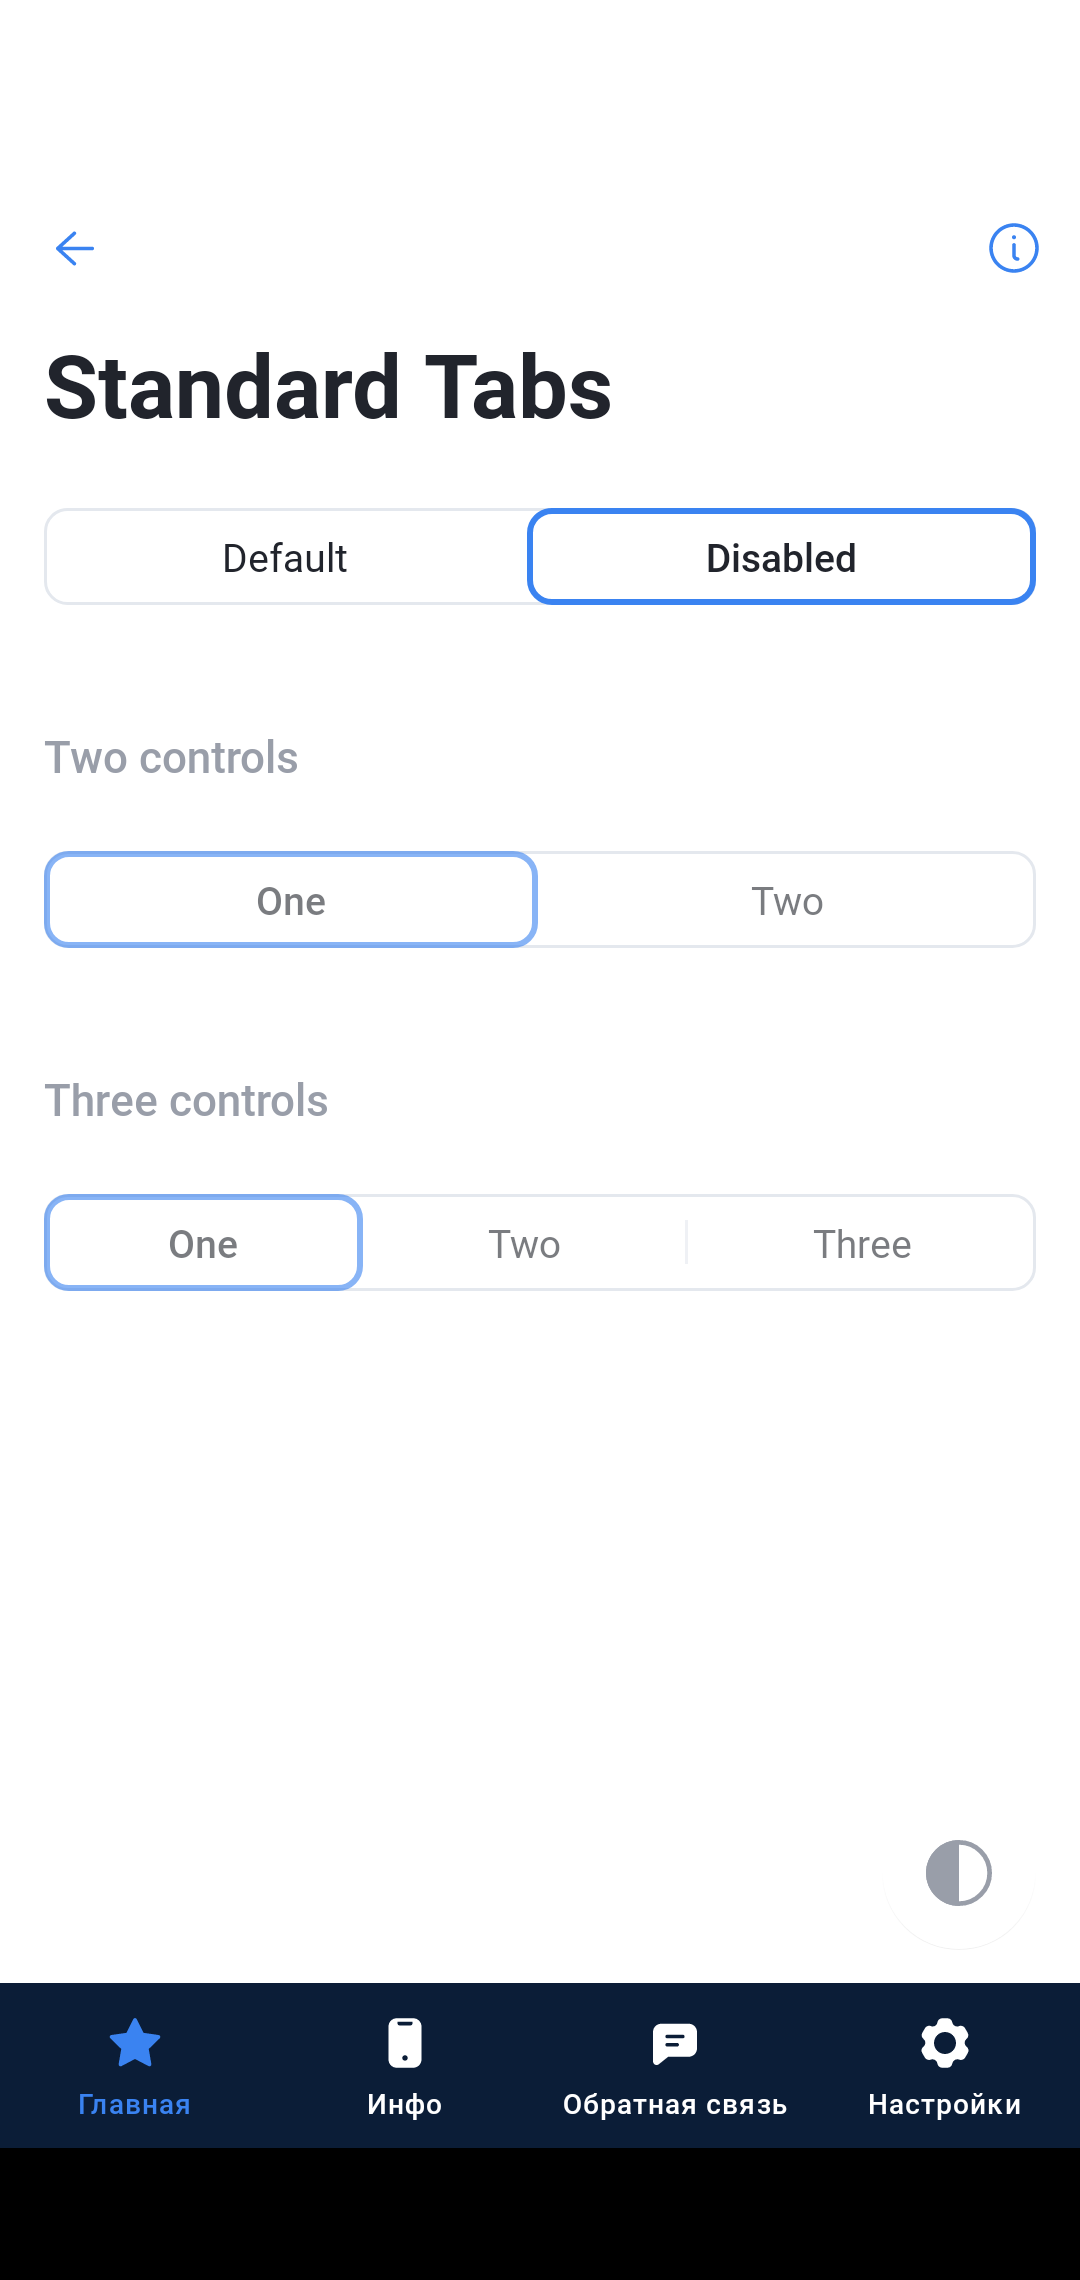 Standard Tabs
Default Disabled
Two controls
One Two
Three controls
One Two Three
Главная Инфо Обратная связь Настройки